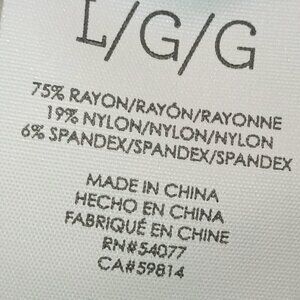 L/G/G
75% RAYON/RAYÓN/RAYONNE
19% NYLON/NYLON/NYLON
6% SPANDEX/SPANDEX/SPANDEX
MADE IN CHINA
HECHO EN CHINA
FABRIQUÉ EN CHINE
RN#54077
CA#59814